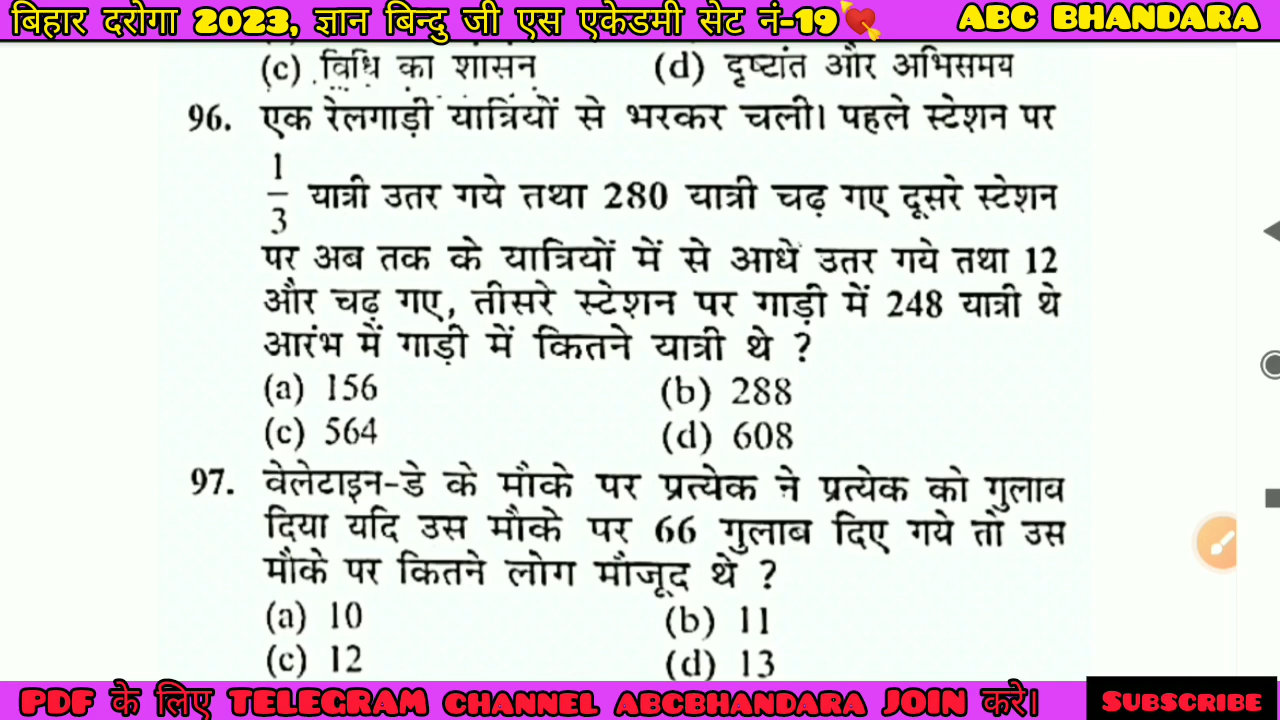 बिहार दरोगा 2023, ज्ञान बिन्दु जी एस एकेडमी सेट नं-19
ABC BHANDARA
(c) विधि का शासन (d) दृष्टांत और अभिसमय
96. एक रेलगाड़ी यात्रियों से भरकर चली। पहले स्टेशन पर
1/3 यात्री उतर गये तथा 280 यात्री चढ़ गए दूसरे स्टेशन
पर अब तक के यात्रियों में से आधे उतर गये तथा 12
और चढ़ गए, तीसरे स्टेशन पर गाड़ी में 248 यात्री थे
आरंभ में गाड़ी में कितने यात्री थे ?
(a) 156 (b) 288
(c) 564 (d) 608
97. वेलेटाइन-डे के मौके पर प्रत्येक ने प्रत्येक को गुलाब
दिया यदि उस मौके पर 66 गुलाब दिए गये तो उस
मौके पर कितने लोग मौजूद थे ?
(a) 10 (b) 11
(c) 12 (d) 13
PDF के लिए TELEGRAM CHANNEL ABCBHANDARA JOIN करे।
SUBSCRIBE